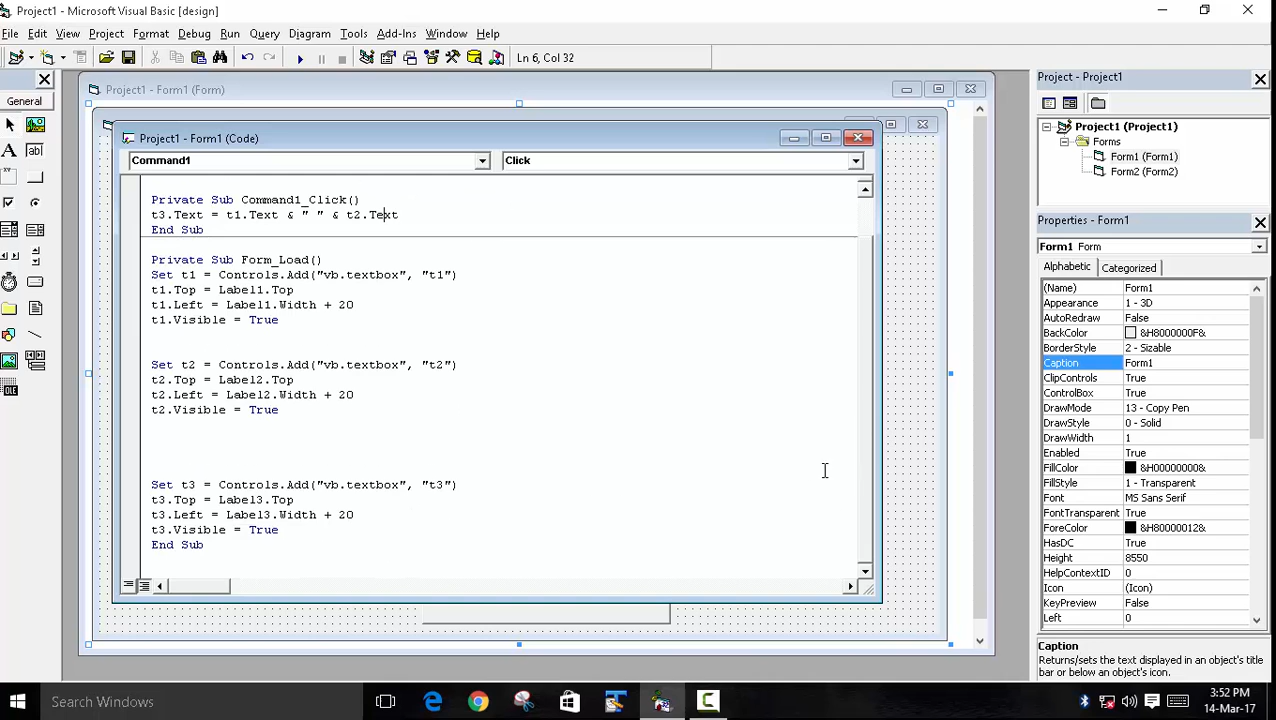 Project1 - Microsoft Visual Basic [design]
File Edit View Project Format Debug Run Query Diagram Tools Add-Ins Window Help
Ln 6, Col 32
General
Project1 - Form1 (Form)
Project1 - Form1 (Code)
Command1 Click
Private Sub Command1_Click()
t3.Text = t1.Text & " " & t2.Text
End Sub
Private Sub Form_Load()
Set t1 = Controls.Add("vb.textbox", "t1")
t1.Top = Label1.Top
t1.Left = Label1.Width + 20
t1.Visible = True
Set t2 = Controls.Add("vb.textbox", "t2")
t2.Top = Label2.Top
t2.Left = Label2.Width + 20
t2.Visible = True
Set t3 = Controls.Add("vb.textbox", "t3")
t3.Top = Label3.Top
t3.Left = Label3.Width + 20
t3.Visible = True
End Sub
Project - Project1
Project1 (Project1)
Forms
Form1 (Form1)
Form2 (Form2)
Properties - Form1
Form1 Form
Alphabetic Categorized
(Name) Form1
Appearance 1 - 3D
AutoRedraw False
BackColor &H8000000F&
BorderStyle 2 - Sizable
Caption Form1
ClipControls True
ControlBox True
DrawMode 13 - Copy Pen
DrawStyle 0 - Solid
DrawWidth 1
Enabled True
FillColor &H00000000&
FillStyle 1 - Transparent
Font MS Sans Serif
FontTransparent True
ForeColor &H80000012&
HasDC True
Height 8550
HelpContextID 0
Icon (Icon)
KeyPreview False
Left 0
Caption
Returns/sets the text displayed in an object's title
bar or below an object's icon.
Search Windows
3:52 PM
14-Mar-17